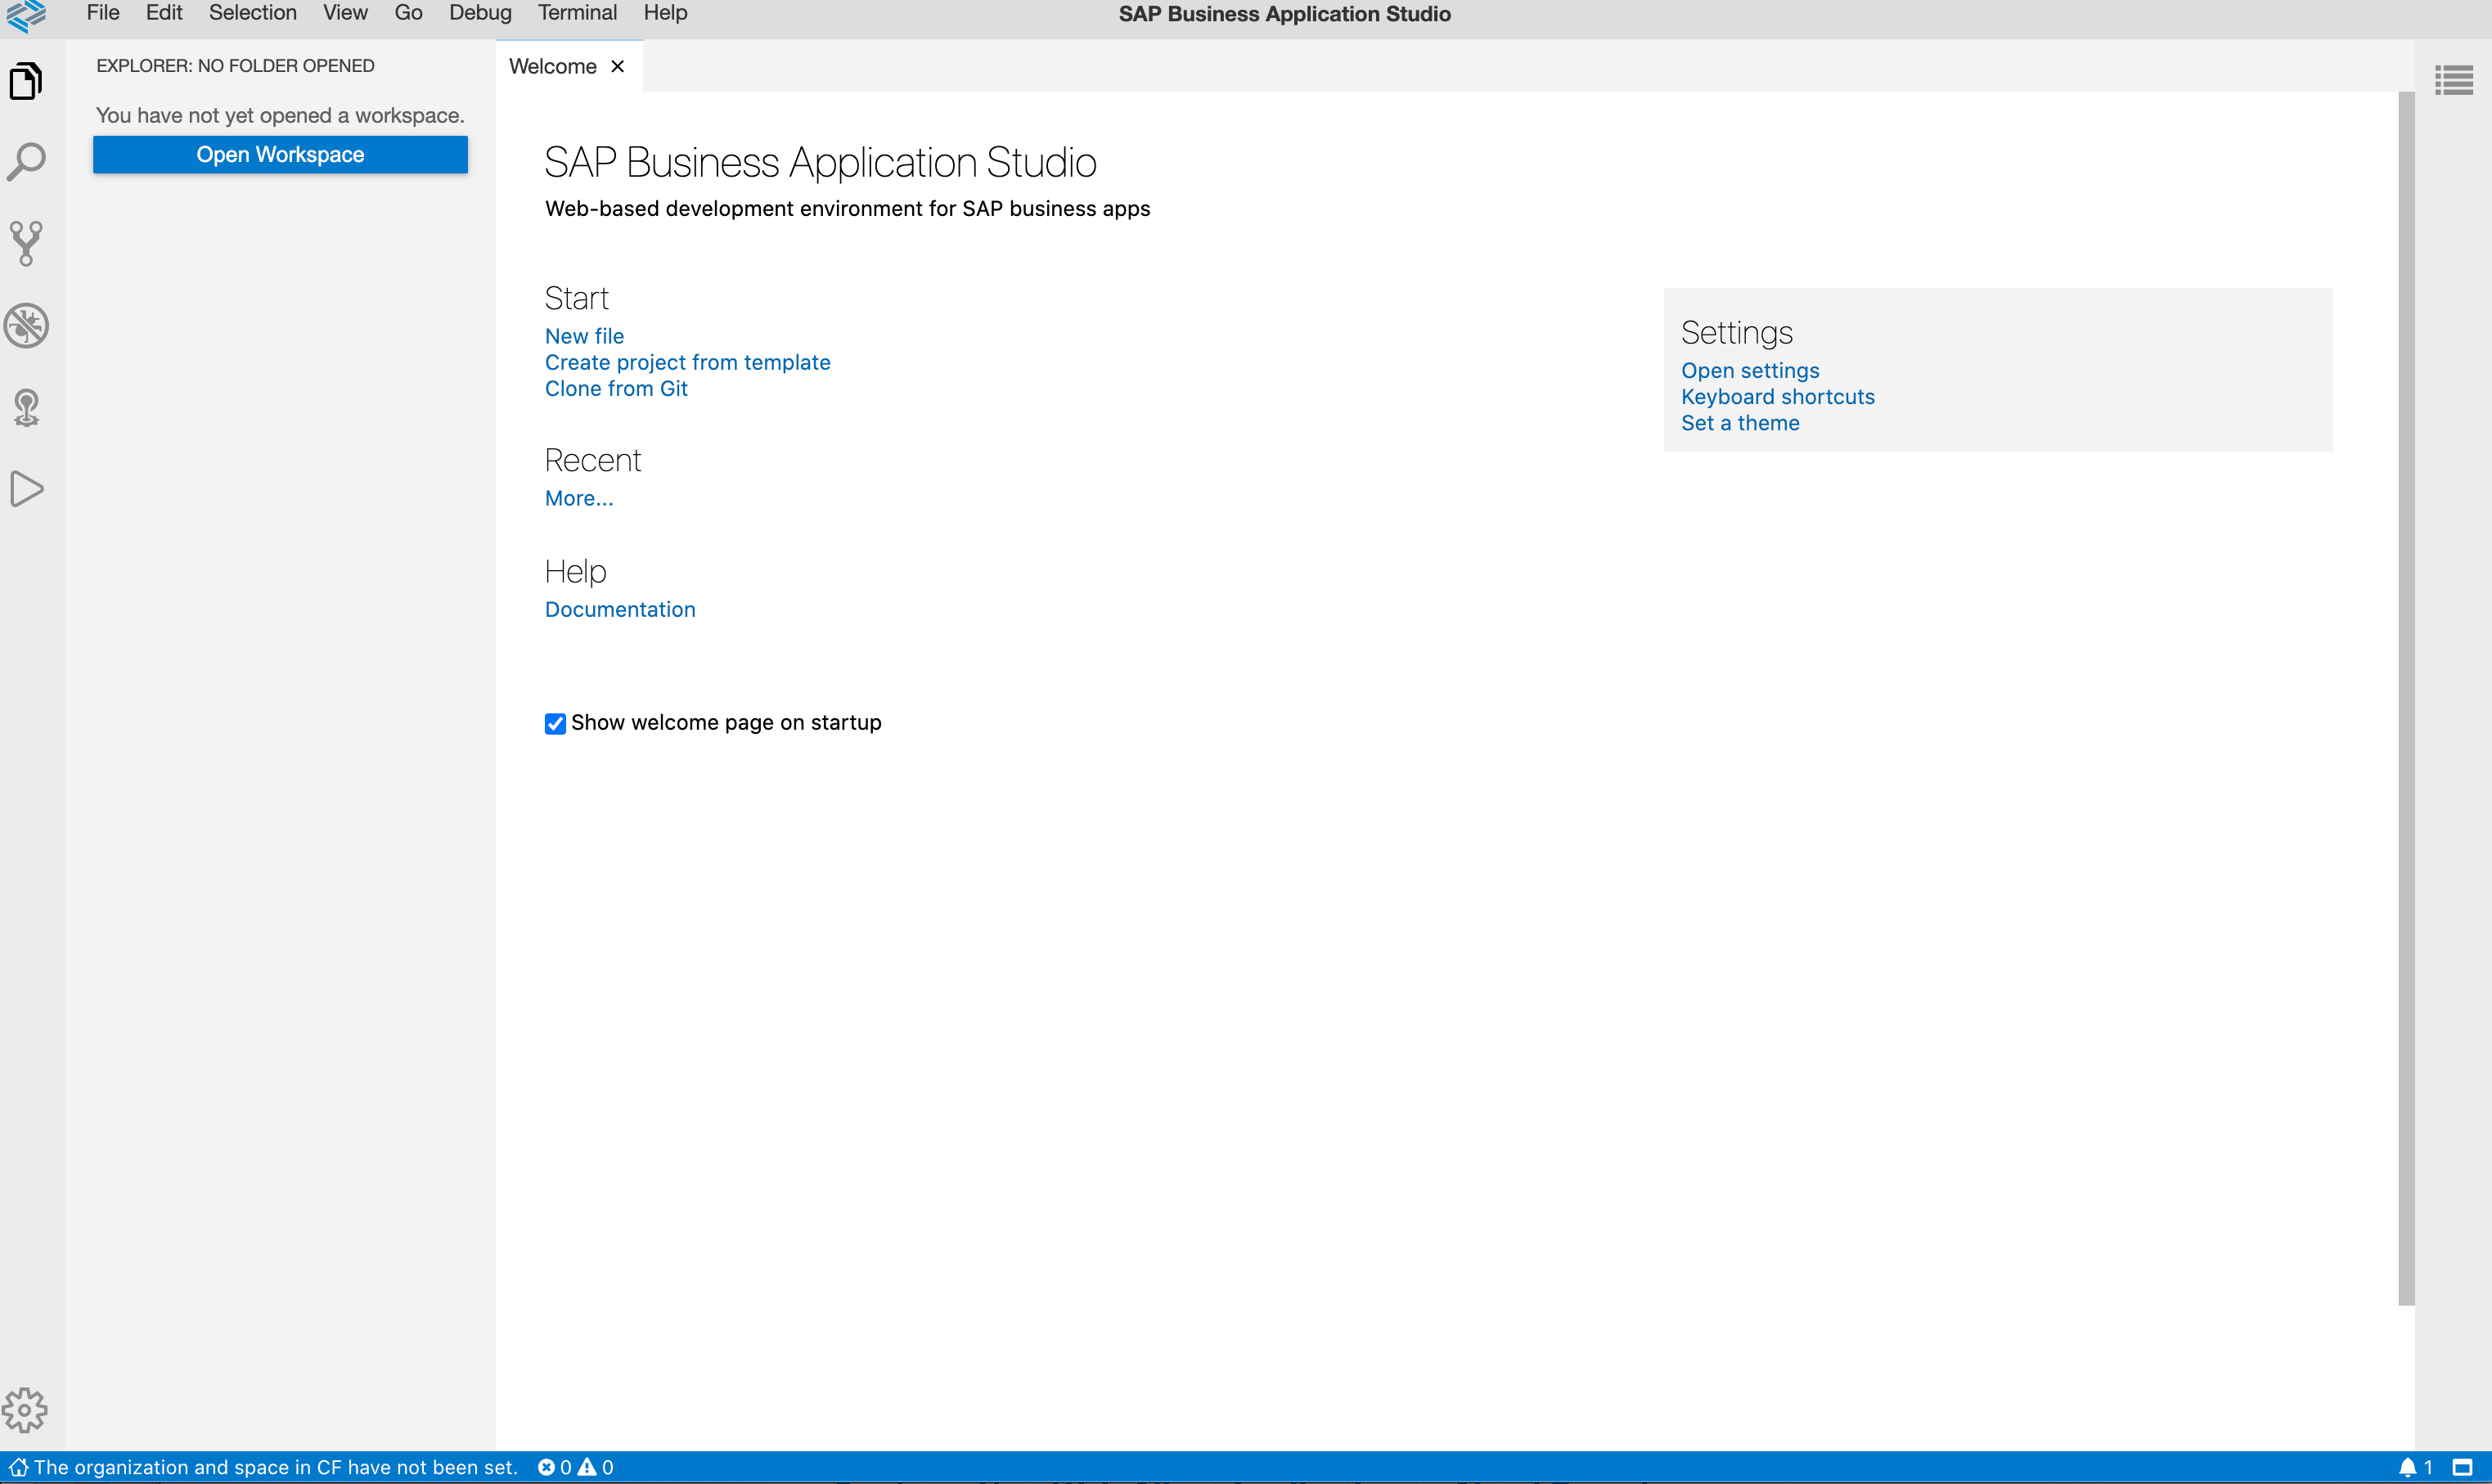 File Edit Selection View Go Debug Terminal Help
SAP Business Application Studio
EXPLORER: NO FOLDER OPENED
You have not yet opened a workspace.
Open Workspace
Welcome
SAP Business Application Studio
Web-based development environment for SAP business apps
Start
New file
Create project from template
Clone from Git
Recent
More...
Help
Documentation
Show welcome page on startup
Settings
Open settings
Keyboard shortcuts
Set a theme
The organization and space in CF have not been set. 0 0
1